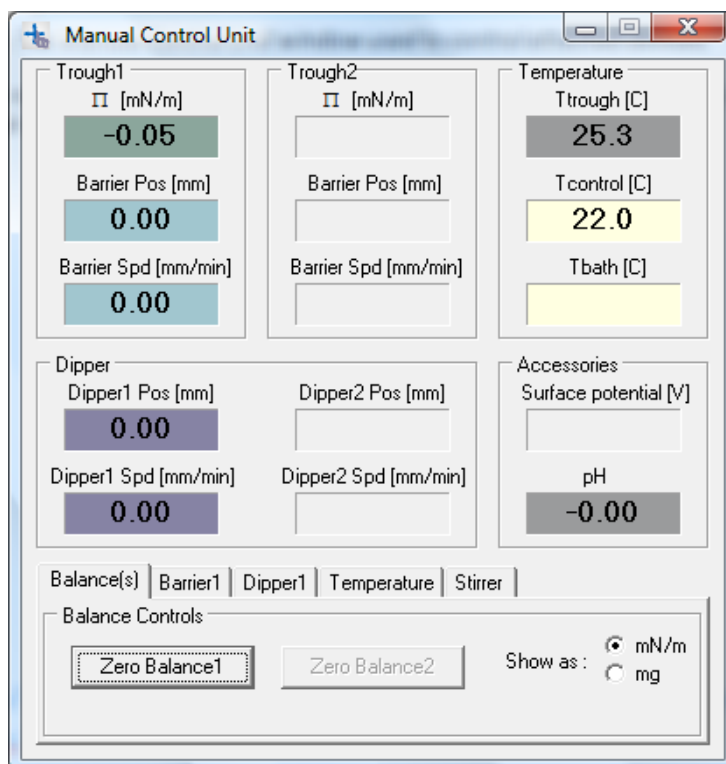 Manual Control Unit
Trough1
Π [mN/m]
-0.05
Barrier Pos [mm]
0.00
Barrier Spd [mm/min]
0.00
Trough2
Π [mN/m]
Barrier Pos [mm]
Barrier Spd [mm/min]
Temperature
Ttrough [C]
25.3
Tcontrol [C]
22.0
Tbath [C]
Dipper
Dipper1 Pos [mm]
0.00
Dipper1 Spd [mm/min]
0.00
Dipper2 Pos [mm]
Dipper2 Spd [mm/min]
Accessories
Surface potential [V]
pH
-0.00
Balance(s) Barrier1 Dipper1 Temperature Stirrer
Balance Controls
Zero Balance1
Zero Balance2
Show as :
mN/m
mg